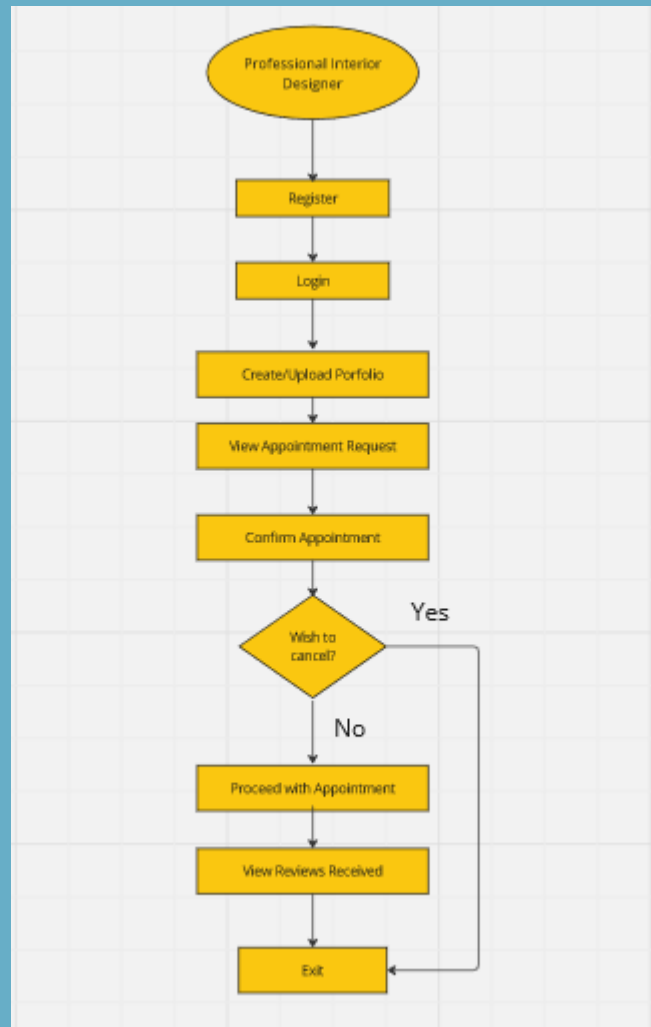 Professional Interior
Designer
Register
Login
Create/Upload Porfolio
View Appointment Request
Confirm Appointment
Wish to
cancel?
Yes
No
Proceed with Appointment
View Reviews Received
Exit